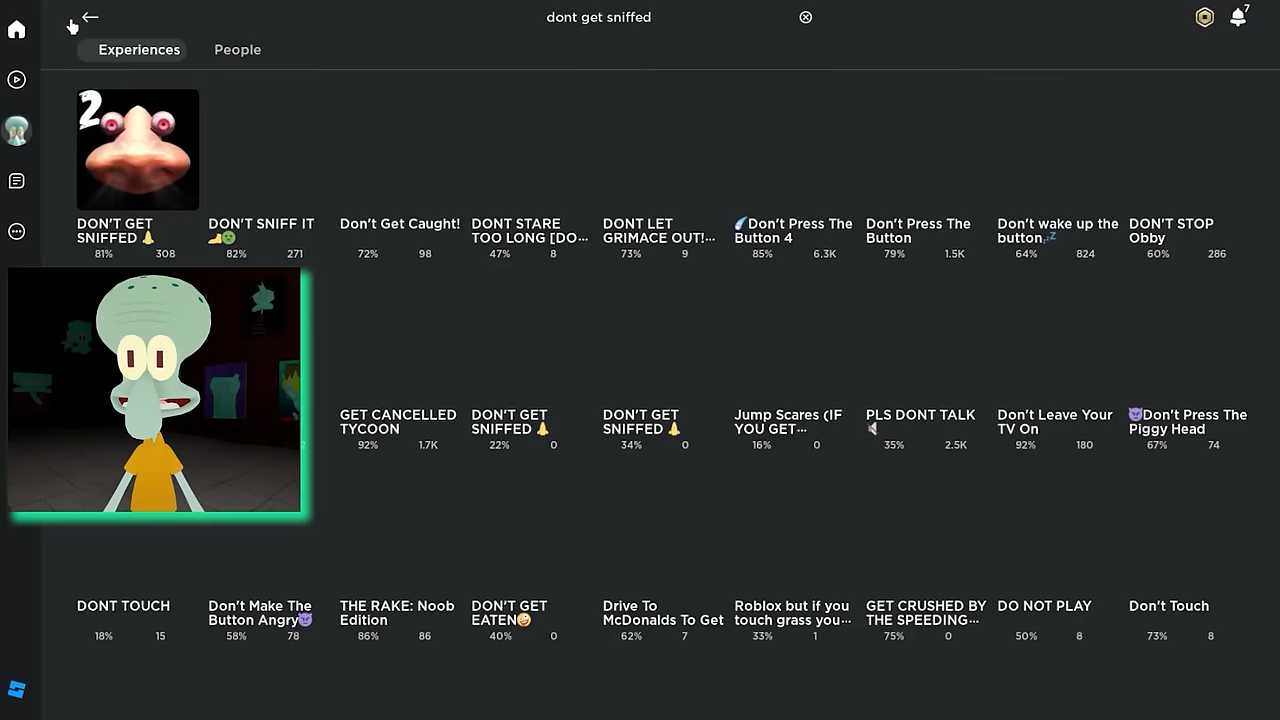 dont get sniffed
7
Experiences People
2
DON'T GET
SNIFFED 👃
81% 308
DON'T SNIFF IT
🦶🤢
82% 271
Don't Get Caught!
72% 98
DONT STARE
TOO LONG [DO...
47% 8
DONT LET
GRIMACE OUT!...
73% 9
☄️Don't Press The
Button 4
85% 6.3K
Don't Press The
Button
79% 1.5K
Don't wake up the
button💤
64% 824
DON'T STOP
Obby
60% 286
2
GET CANCELLED
TYCOON
92% 1.7K
DON'T GET
SNIFFED 👃
22% 0
DON'T GET
SNIFFED 👃
34% 0
Jump Scares (IF
YOU GET...
16% 0
PLS DONT TALK
🔇
35% 2.5K
Don't Leave Your
TV On
92% 180
😈Don't Press The
Piggy Head
67% 74
DONT TOUCH
18% 15
Don't Make The
Button Angry😈
58% 78
THE RAKE: Noob
Edition
86% 86
DON'T GET
EATEN🤪
40% 0
Drive To
McDonalds To Get
62% 7
Roblox but if you
touch grass you...
33% 1
GET CRUSHED BY
THE SPEEDING...
75% 0
DO NOT PLAY
50% 8
Don't Touch
73% 8